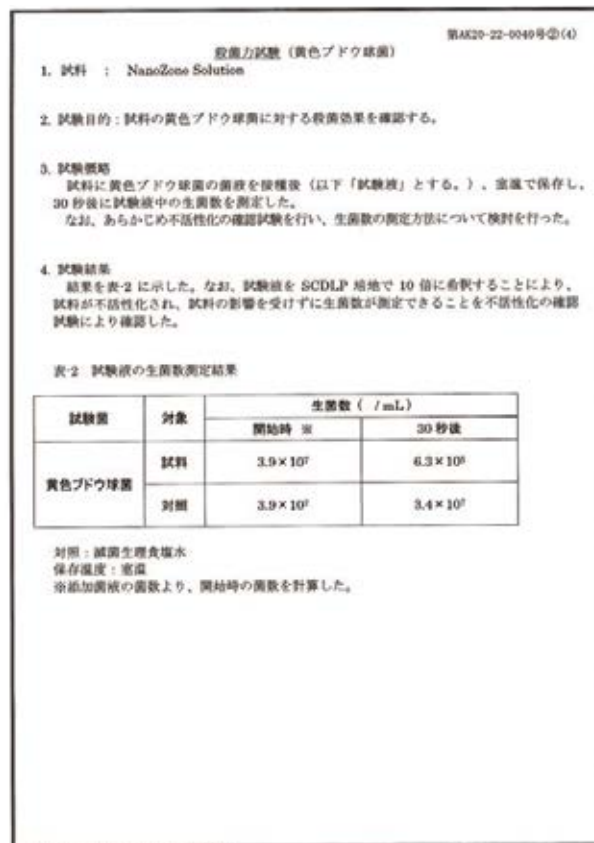 第AK20-22-0040号②(4)
殺菌力試験（黄色ブドウ球菌）
1. 試料 ： NanoZone Solution
2. 試験目的：試料の黄色ブドウ球菌に対する殺菌効果を確認する。
3. 試験概略
試料に黄色ブドウ球菌の菌液を接種後（以下「試験液」とする。）、室温で保存し、
30 秒後に試験液中の生菌数を測定した。
なお、あらかじめ不活性化の確認試験を行い、生菌数の測定方法について検討を行った。
4. 試験結果
結果を表-2 に示した。なお、試験液を SCDLP 培地で 10 倍に希釈することにより、
試料が不活性化され、試料の影響を受けずに生菌数が測定できることを不活性化の確認
試験により確認した。
表-2 試験液の生菌数測定結果
試験菌 対象 生菌数（ /mL）
開始時 ※ 30 秒後
黄色ブドウ球菌
試料 3.9×10⁷ 6.3×10⁵
対照 3.9×10⁷ 3.4×10⁷
対照：滅菌生理食塩水
保存温度：室温
※添加菌液の菌数より、開始時の菌数を計算した。